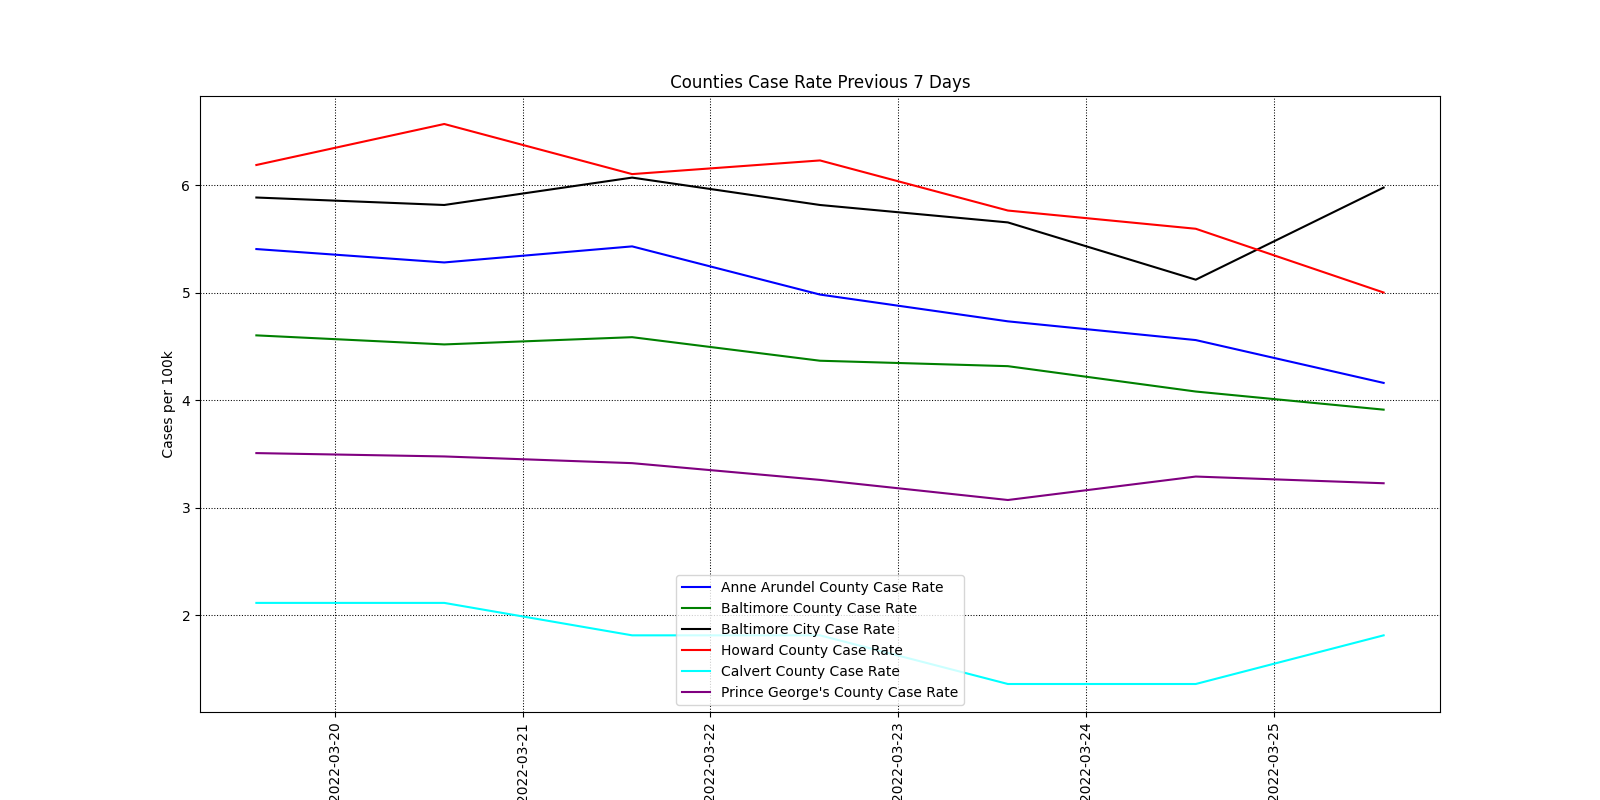 Counties Case Rate Previous 7 Days
Cases per 100k
6
5
4
3
2
Anne Arundel County Case Rate
Baltimore County Case Rate
Baltimore City Case Rate
Howard County Case Rate
Calvert County Case Rate
Prince George's County Case Rate
2022-03-20
2022-03-21
2022-03-22
2022-03-23
2022-03-24
2022-03-25